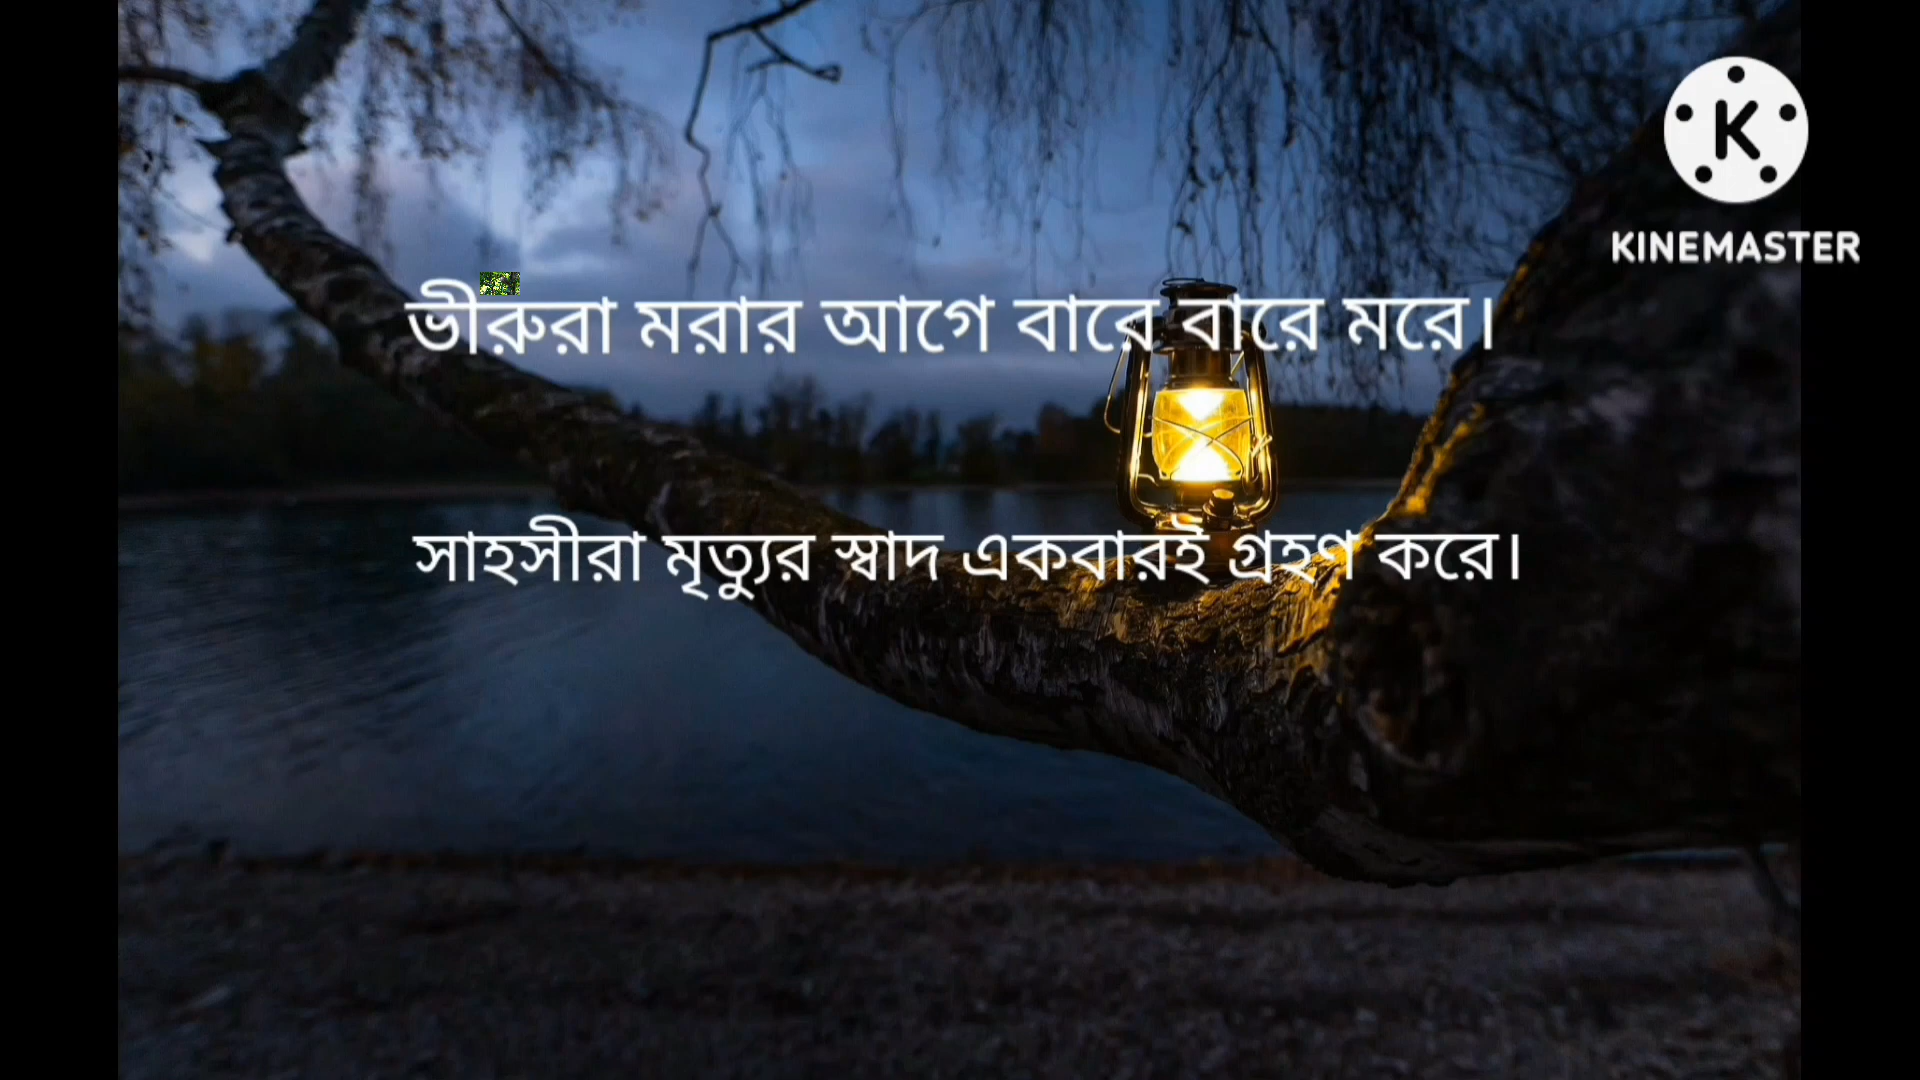 KINEMASTER
ভীরুরা মরার আগে বারে বারে মরে।
সাহসীরা মৃত্যুর স্বাদ একবারই গ্রহণ করে।